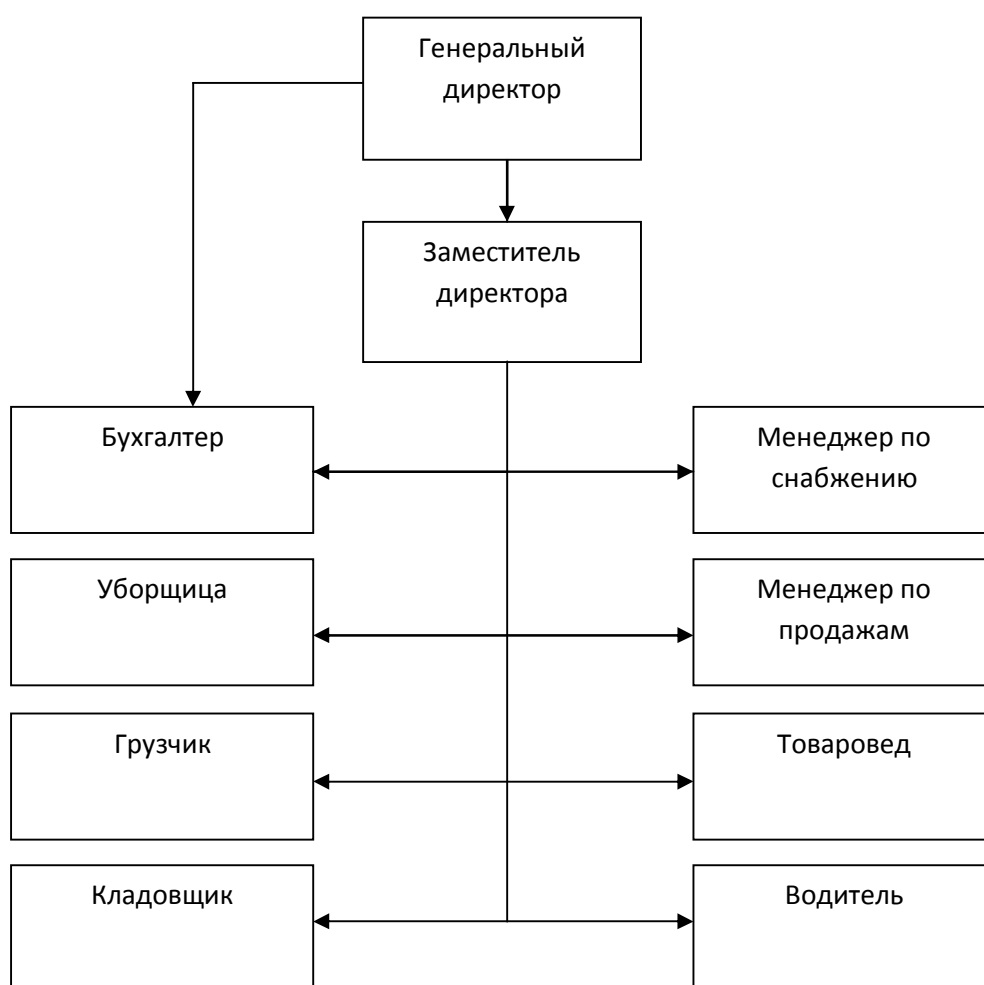 Генеральный
директор
Заместитель
директора
Бухгалтер
Менеджер по
снабжению
Уборщица
Менеджер по
продажам
Грузчик
Товаровед
Кладовщик
Водитель